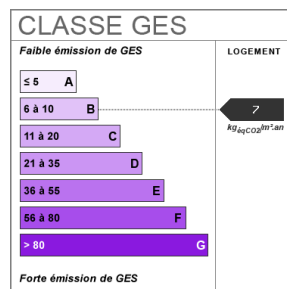 CLASSE GES
Faible émission de GES
LOGEMENT
≤ 5 A
6 à 10 B
7
kgéqCO2/m².an
11 à 20 C
21 à 35 D
36 à 55 E
56 à 80 F
> 80 G
Forte émission de GES